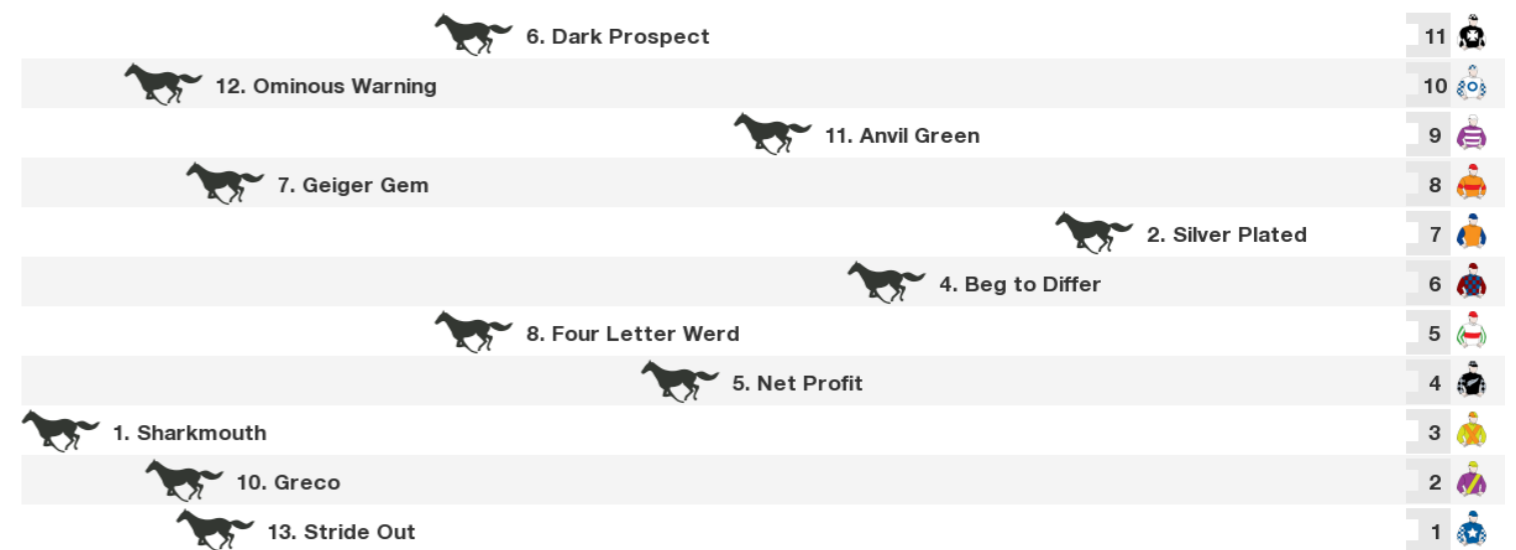 6. Dark Prospect 11
12. Ominous Warning 10
11. Anvil Green 9
7. Geiger Gem 8
2. Silver Plated 7
4. Beg to Differ 6
8. Four Letter Werd 5
5. Net Profit 4
1. Sharkmouth 3
10. Greco 2
13. Stride Out 1